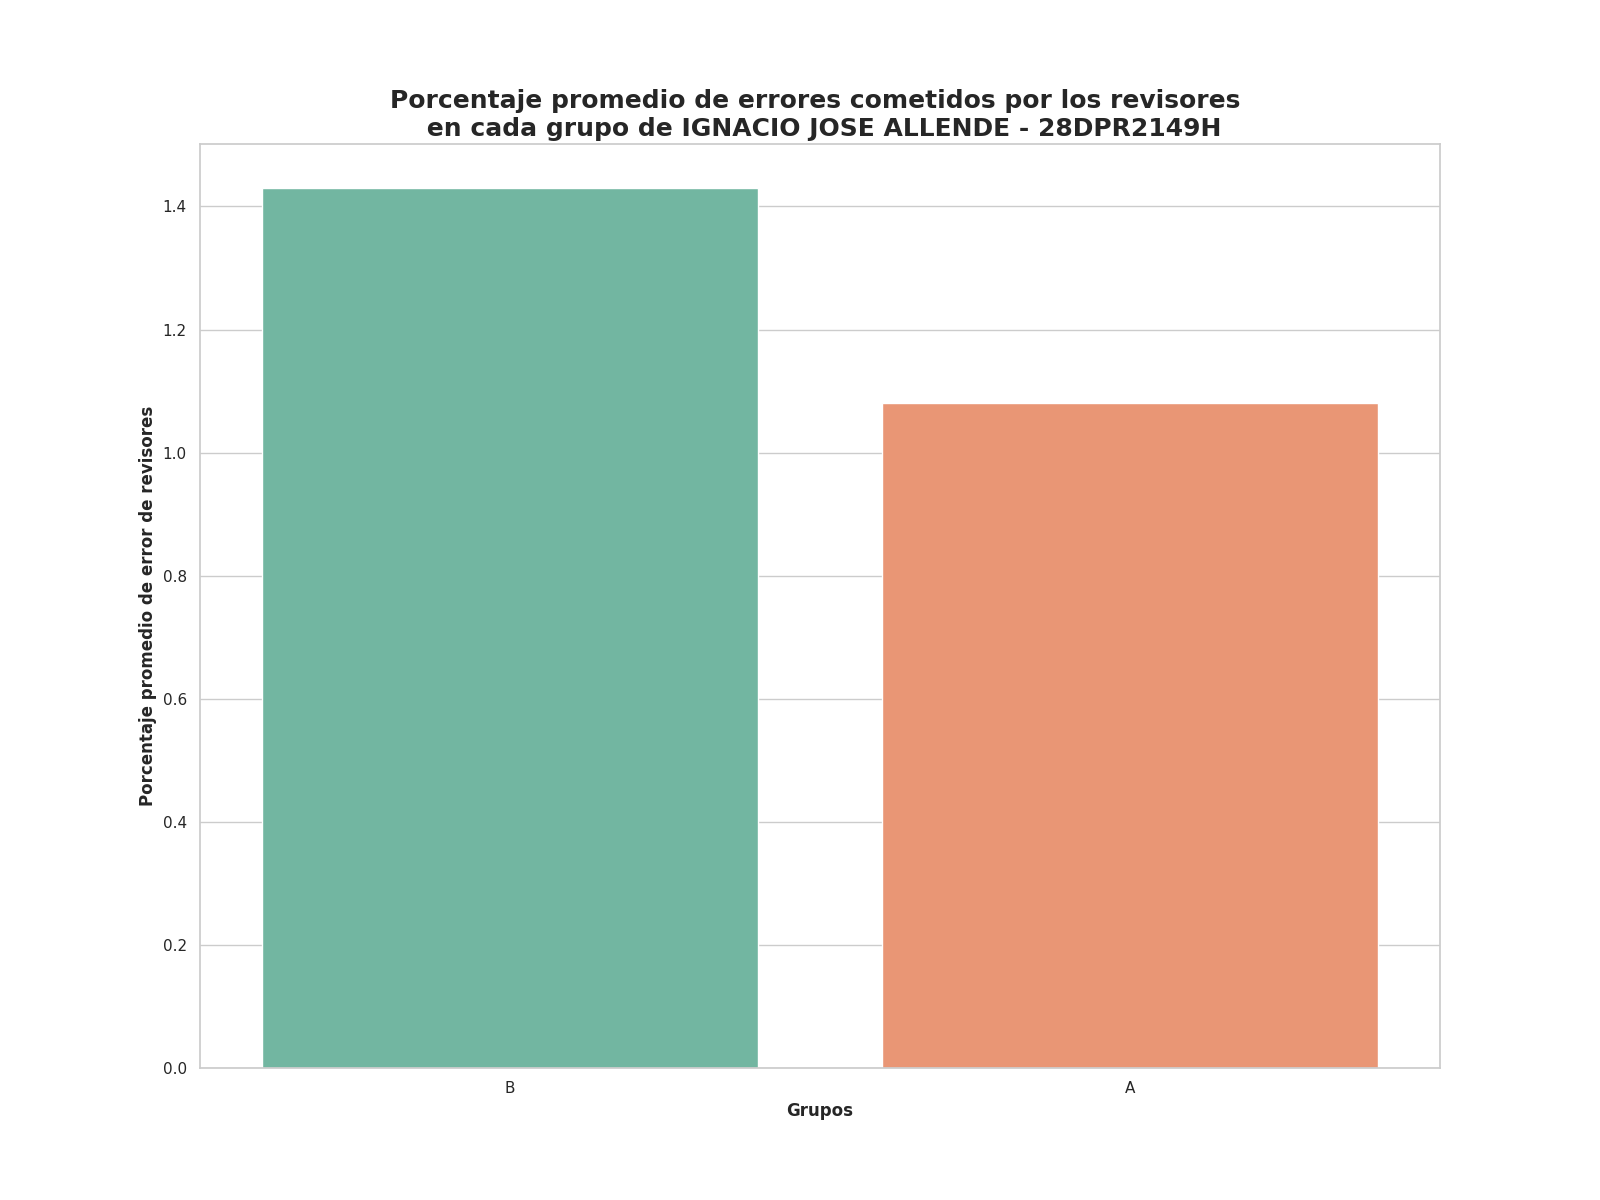 Porcentaje promedio de errores cometidos por los revisores
en cada grupo de IGNACIO JOSE ALLENDE - 28DPR2149H
Porcentaje promedio de error de revisores
1.4
1.2
1.0
0.8
0.6
0.4
0.2
0.0
B
A
Grupos